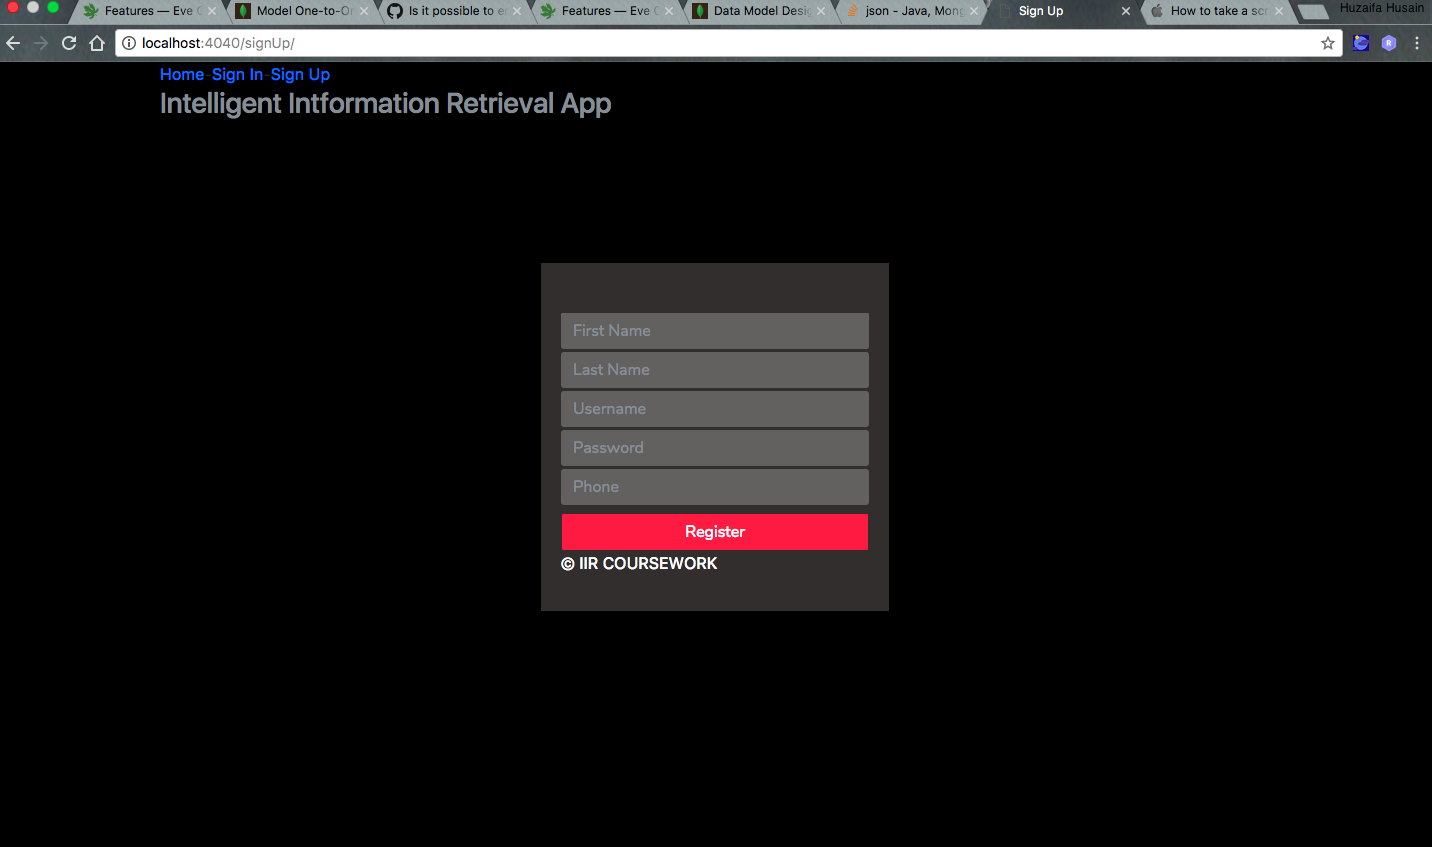 Features — Eve
Model One-to-O
Is it possible to e
Features — Eve
Data Model Desig
json - Java, Mong
Sign Up
How to take a scr
Huzaifa Husain
localhost:4040/signUp/
Home-Sign In-Sign Up
Intelligent Intformation Retrieval App
First Name
Last Name
Username
Password
Phone
Register
© IIR COURSEWORK